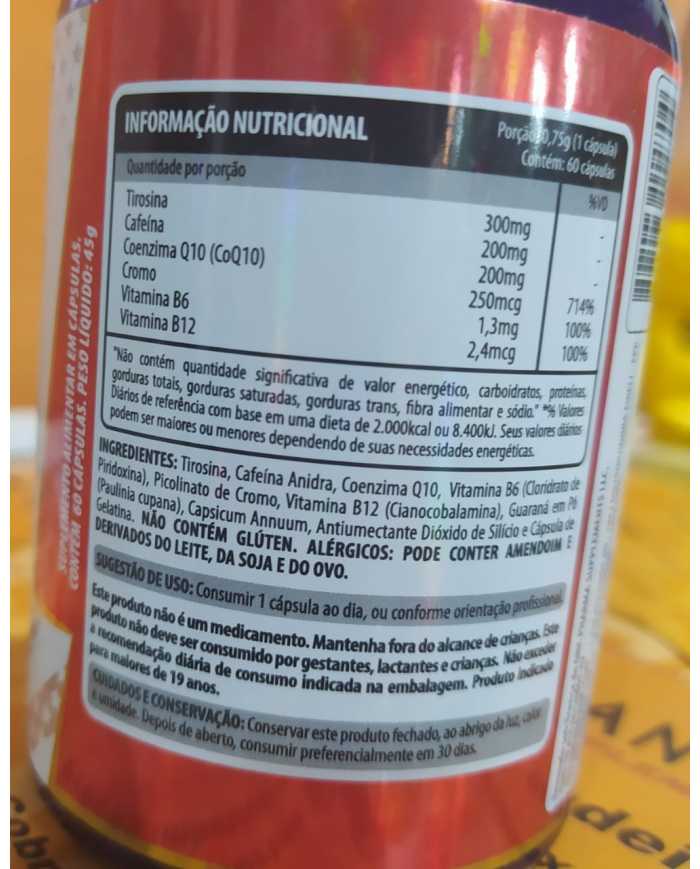 INFORMAÇÃO NUTRICIONAL
Porção 0,75g (1 cápsula)
Contém: 60 cápsulas
Quantidade por porção
%VD
Tirosina 300mg -
Cafeína 200mg -
Coenzima Q10 (CoQ10) 200mg -
Cromo 250mcg 714%
Vitamina B6 1,3mg 100%
Vitamina B12 2,4mcg 100%
"Não contém quantidade significativa de valor energético, carboidratos, proteínas,
gorduras totais, gorduras saturadas, gorduras trans, fibra alimentar e sódio." *% Valores
Diários de referência com base em uma dieta de 2.000kcal ou 8.400kJ. Seus valores diários
podem ser maiores ou menores dependendo de suas necessidades energéticas.
INGREDIENTES: Tirosina, Cafeína Anidra, Coenzima Q10, Vitamina B6 (Cloridrato de
Piridoxina), Picolinato de Cromo, Vitamina B12 (Cianocobalamina), Guaraná em Pó
(Paulinia cupana), Capsicum Annuum, Antiumectante Dióxido de Silício e Cápsula de
Gelatina. NÃO CONTÉM GLÚTEN. ALÉRGICOS: PODE CONTER AMENDOIM E
DERIVADOS DO LEITE, DA SOJA E DO OVO.
SUGESTÃO DE USO: Consumir 1 cápsula ao dia, ou conforme orientação profissional.
Este produto não é um medicamento. Mantenha fora do alcance de crianças. Este
produto não deve ser consumido por gestantes, lactantes e crianças. Não exceder
a recomendação diária de consumo indicada na embalagem. Produto indicado
para maiores de 19 anos.
CUIDADOS E CONSERVAÇÃO: Conservar este produto fechado, ao abrigo da luz, calor
e umidade. Depois de aberto, consumir preferencialmente em 30 dias.
SUPLEMENTO ALIMENTAR EM CÁPSULAS.
CONTÉM 60 CÁPSULAS. PESO LÍQUIDO: 45g